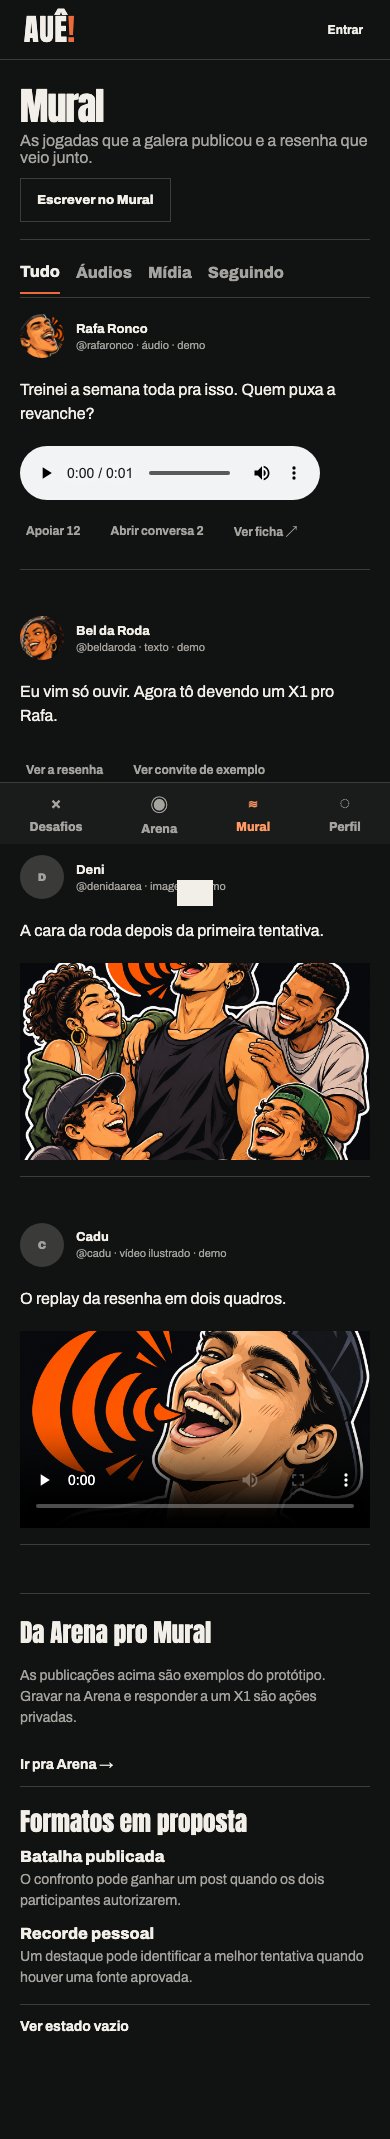 AUÊ!
Entrar
Mural
As jogadas que a galera publicou e a resenha que
veio junto.
Escrever no Mural
Tudo Áudios Mídia Seguindo
Rafa Ronco
@rafaronco · áudio · demo
Treinei a semana toda pra isso. Quem puxa a
revanche?
0:00 / 0:01
Apoiar 12 Abrir conversa 2 Ver ficha ↗
Bel da Roda
@beldaroda · texto · demo
Eu vim só ouvir. Agora tô devendo um X1 pro
Rafa.
Ver a resenha Ver convite de exemplo
Desafios Arena Mural Perfil
D
Deni
@denidaarea ·
A cara da roda depois da primeira tentativa.
C
Cadu
@cadu · vídeo ilustrado · demo
O replay da resenha em dois quadros.
0:00
Da Arena pro Mural
As publicações acima são exemplos do protótipo.
Gravar na Arena e responder a um X1 são ações
privadas.
Ir pra Arena →
Formatos em proposta
Batalha publicada
O confronto pode ganhar um post quando os dois
participantes autorizarem.
Recorde pessoal
Um destaque pode identificar a melhor tentativa quando
houver uma fonte aprovada.
Ver estado vazio